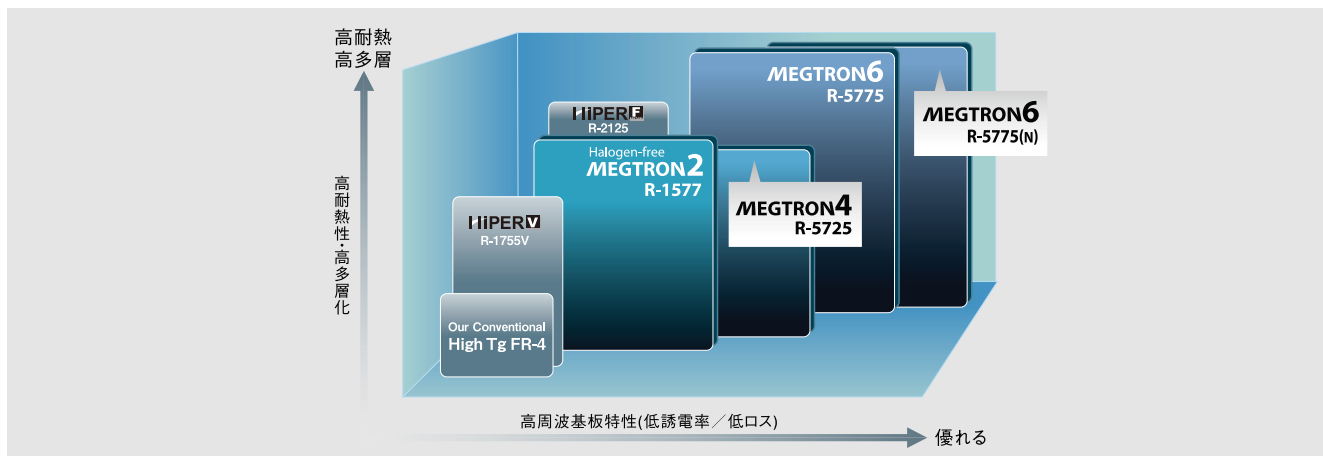 高耐熱
高多層
高耐熱性・高多層化
MEGTRON6
R-5775
MEGTRON6
R-5775(N)
HiPER F
R-2125
Halogen-free
MEGTRON2
R-1577
MEGTRON4
R-5725
HiPER V
R-1755V
Our Conventional
High Tg FR-4
高周波基板特性(低誘電率／低ロス)
優れる